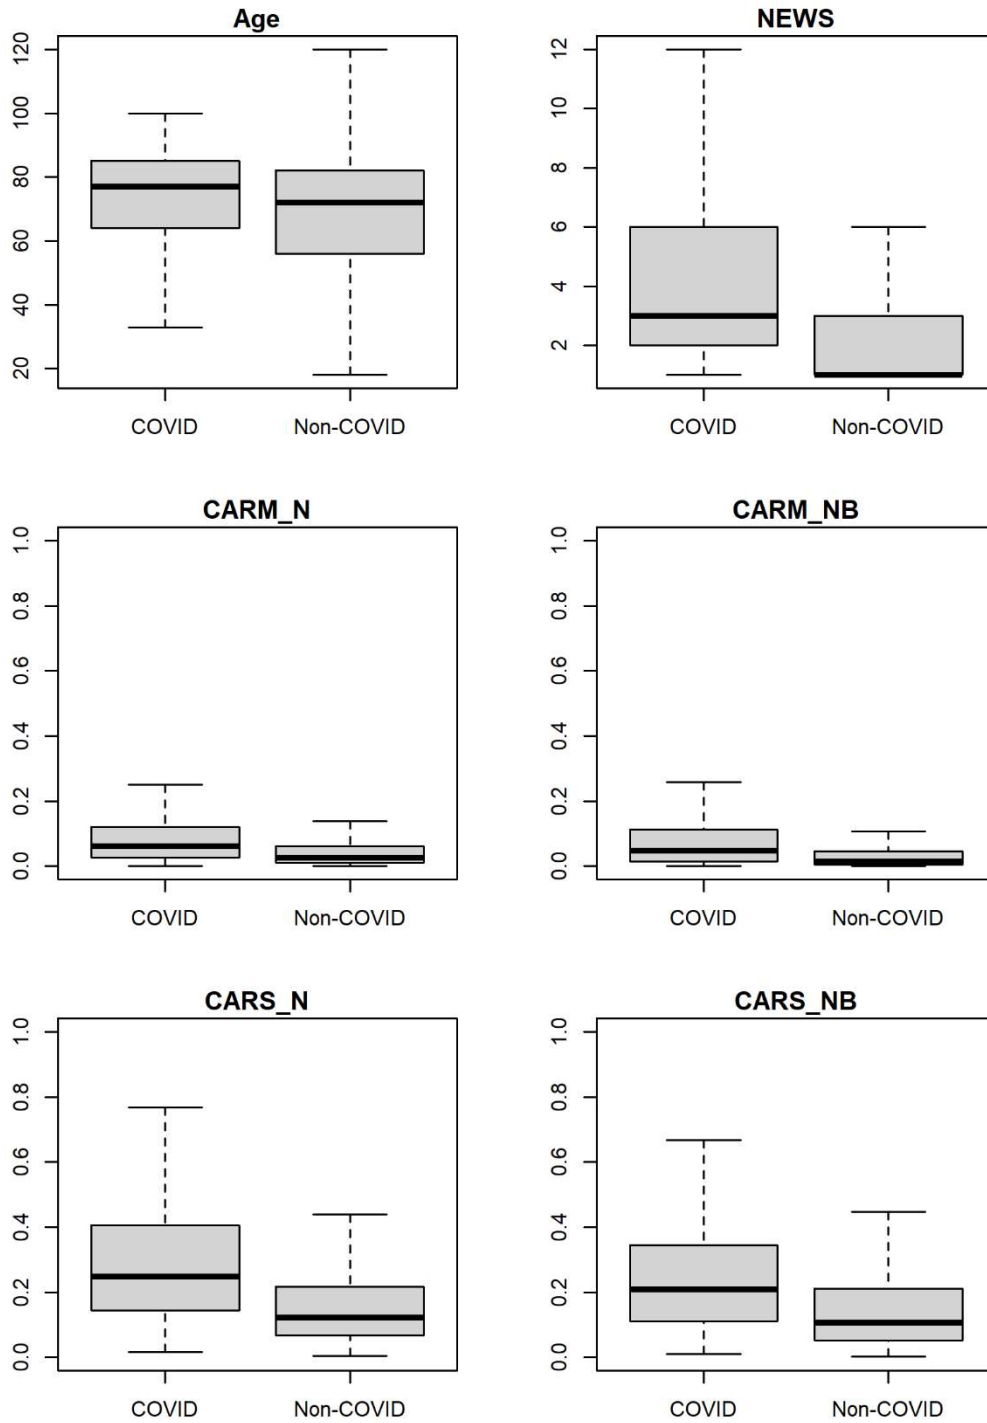 Age
120
100
80
60
40
20
COVID
Non-COVID
NEWS
12
10
8
6
4
2
COVID
Non-COVID
CARM_N
1.0
0.8
0.6
0.4
0.2
0.0
COVID
Non-COVID
CARM_NB
1.0
0.8
0.6
0.4
0.2
0.0
COVID
Non-COVID
CARS_N
1.0
0.8
0.6
0.4
0.2
0.0
COVID
Non-COVID
CARS_NB
1.0
0.8
0.6
0.4
0.2
0.0
COVID
Non-COVID